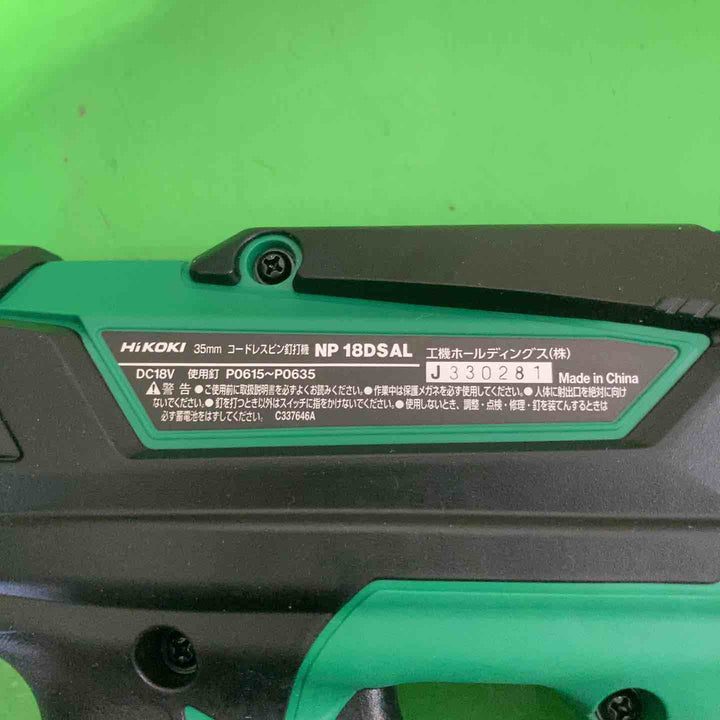 HiKOKI 35mm コードレスピン釘打機 NP 18DSAL 工機ホールディングス(株)
DC18V 使用釘 P0615~P0635 J330281 Made in China
⚠警告 ●ご使用前に取扱説明書を必ずよくお読みください。●作業中は保護メガネを必ず使用してください。●人体に射出口を絶対に向け
ないでください。●釘を打つとき以外はスイッチに指をかけないでください。●使用しないとき、調整・点検・修理・釘を装てんするときは
必ず蓄電池をはずしてください。 C337646A